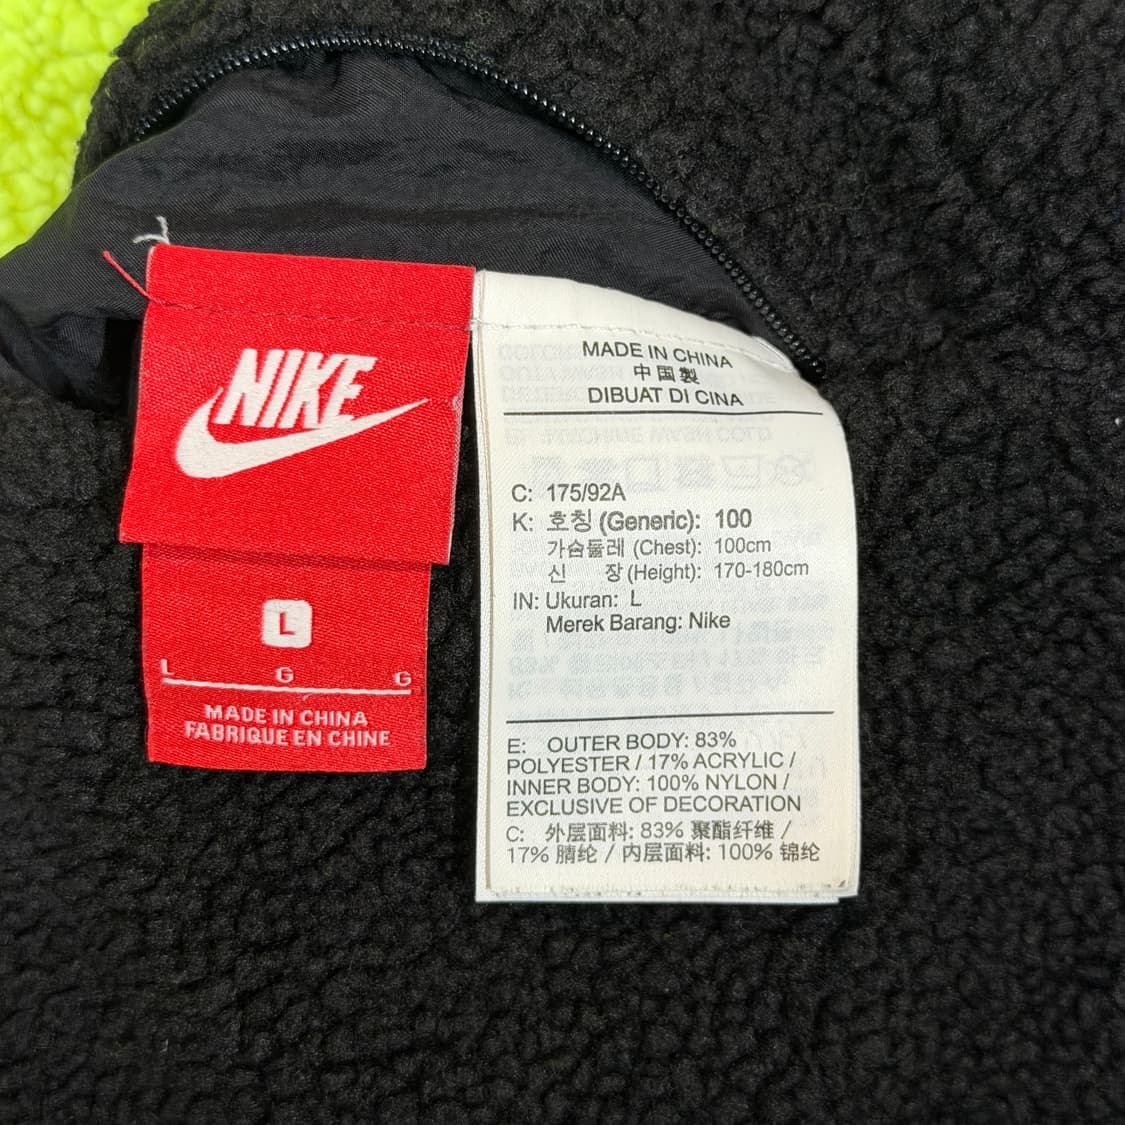 NIKE
L
L G G
MADE IN CHINA
FABRIQUE EN CHINE
MADE IN CHINA
中国製
DIBUAT DI CINA
C: 175/92A
K: 호칭 (Generic): 100
가슴둘레 (Chest): 100cm
신 장 (Height): 170-180cm
IN: Ukuran: L
Merek Barang: Nike
E: OUTER BODY: 83%
POLYESTER / 17% ACRYLIC /
INNER BODY: 100% NYLON /
EXCLUSIVE OF DECORATION
C: 外层面料: 83% 聚酯纤维 /
17% 腈纶 / 内层面料: 100% 锦纶